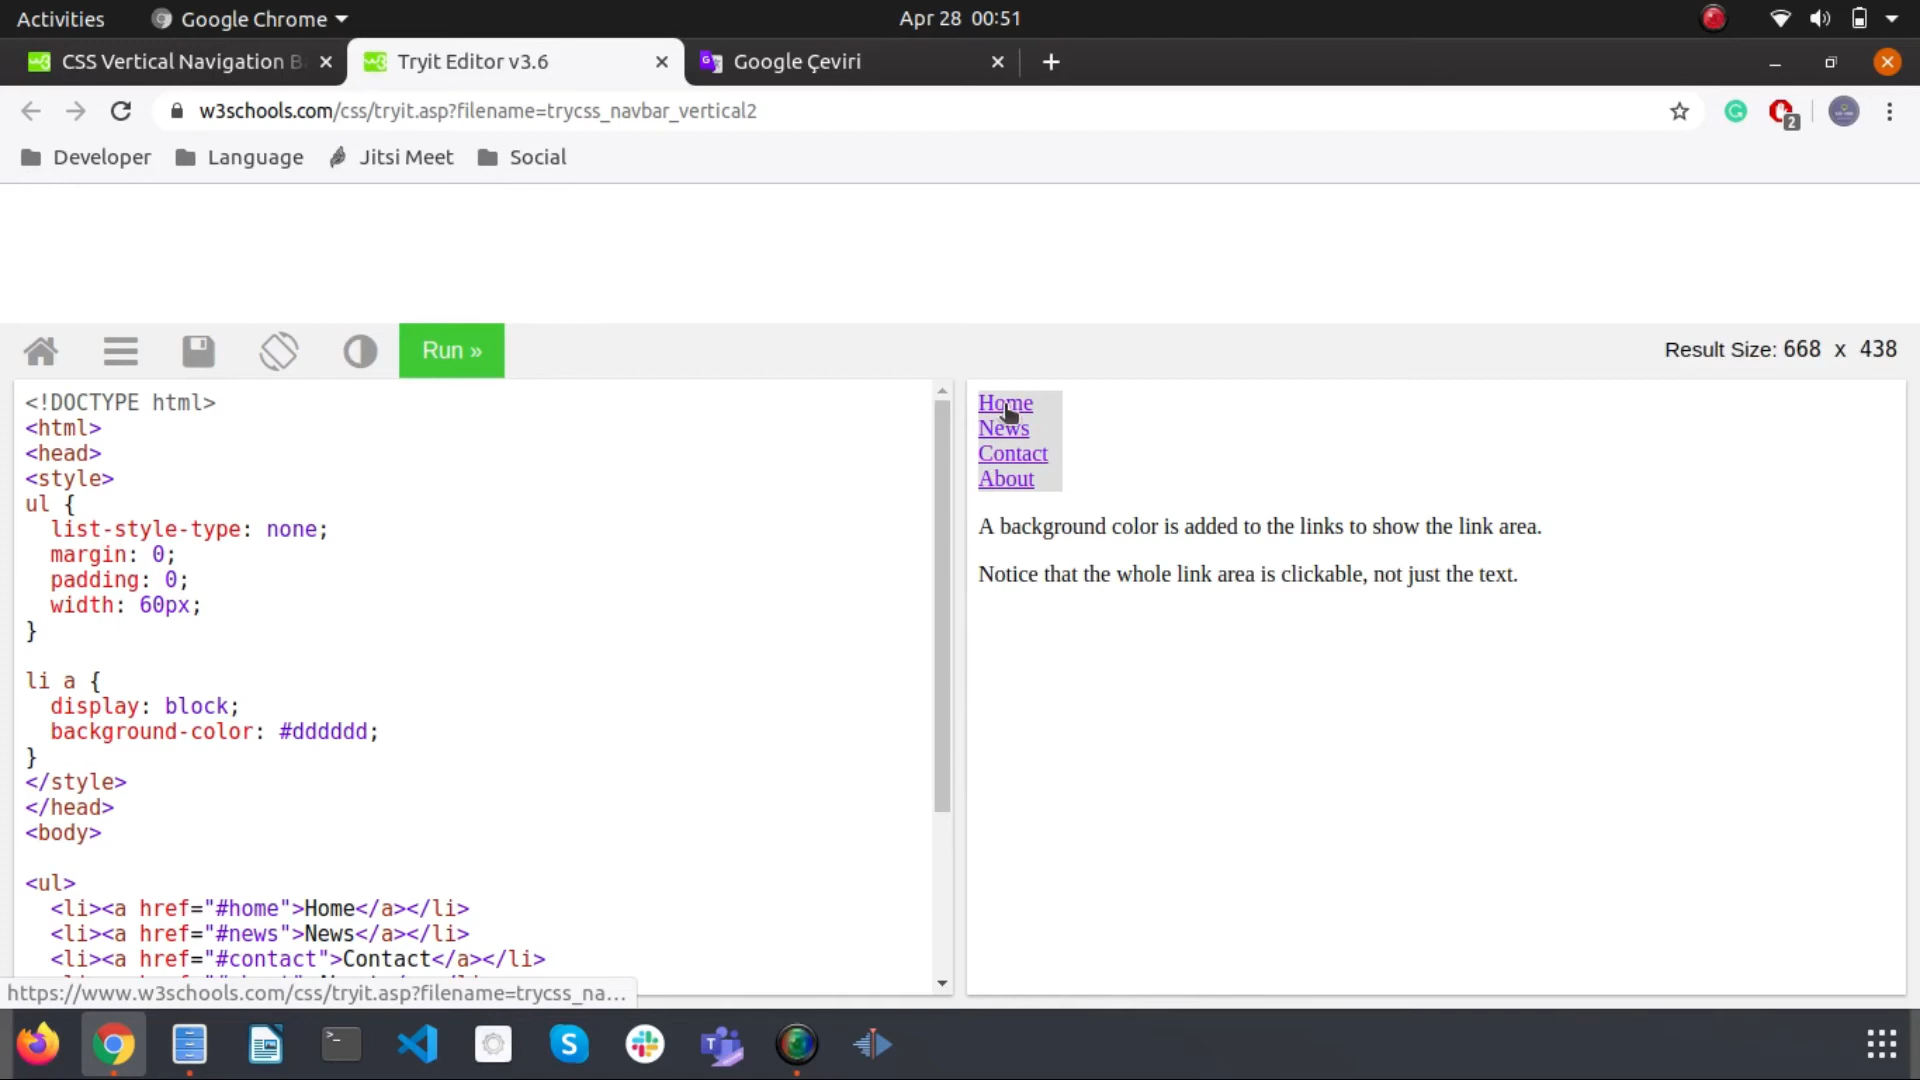 Activities Google Chrome Apr 28 00:51
CSS Vertical Navigation B Tryit Editor v3.6 Google Çeviri
w3schools.com/css/tryit.asp?filename=trycss_navbar_vertical2 2
Developer Language Jitsi Meet Social
Run » Result Size: 668 x 438
<!DOCTYPE html>
<html>
<head>
<style>
ul {
  list-style-type: none;
  margin: 0;
  padding: 0;
  width: 60px;
}
li a {
  display: block;
  background-color: #dddddd;
}
</style>
</head>
<body>
<ul>
  <li><a href="#home">Home</a></li>
  <li><a href="#news">News</a></li>
  <li><a href="#contact">Contact</a></li>
Home
News
Contact
About
A background color is added to the links to show the link area.
Notice that the whole link area is clickable, not just the text.
https://www.w3schools.com/css/tryit.asp?filename=trycss_na...